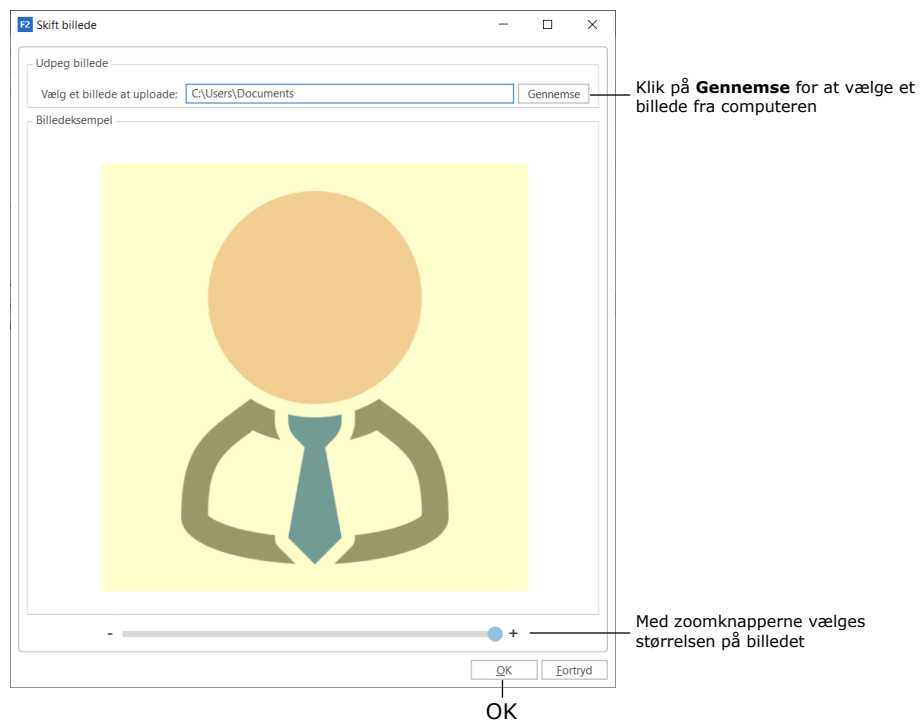 F2 Skift billede
Udpeg billede
Vælg et billede at uploade: C:\Users\Documents Gennemse
Klik på Gennemse for at vælge et
billede fra computeren
Billedeksempel
- +
Med zoomknapperne vælges
størrelsen på billedet
OK Fortryd
OK